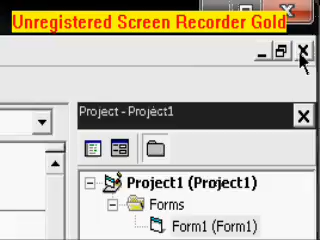 Unregistered Screen Recorder Gold
Project - Project1
Project1 (Project1)
Forms
Form1 (Form1)